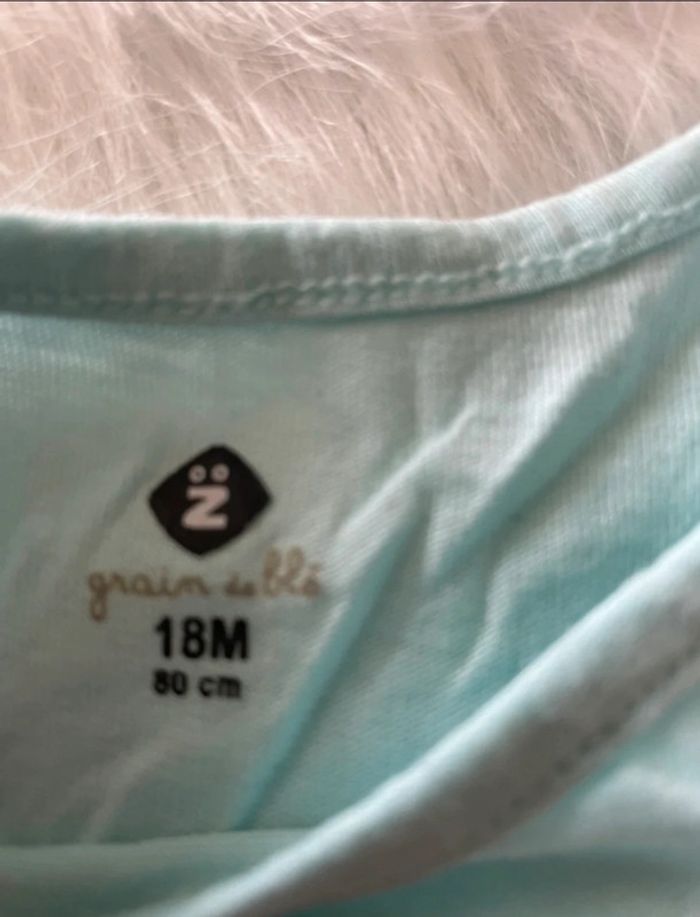 Z̈
grain de blé
18M
80 cm